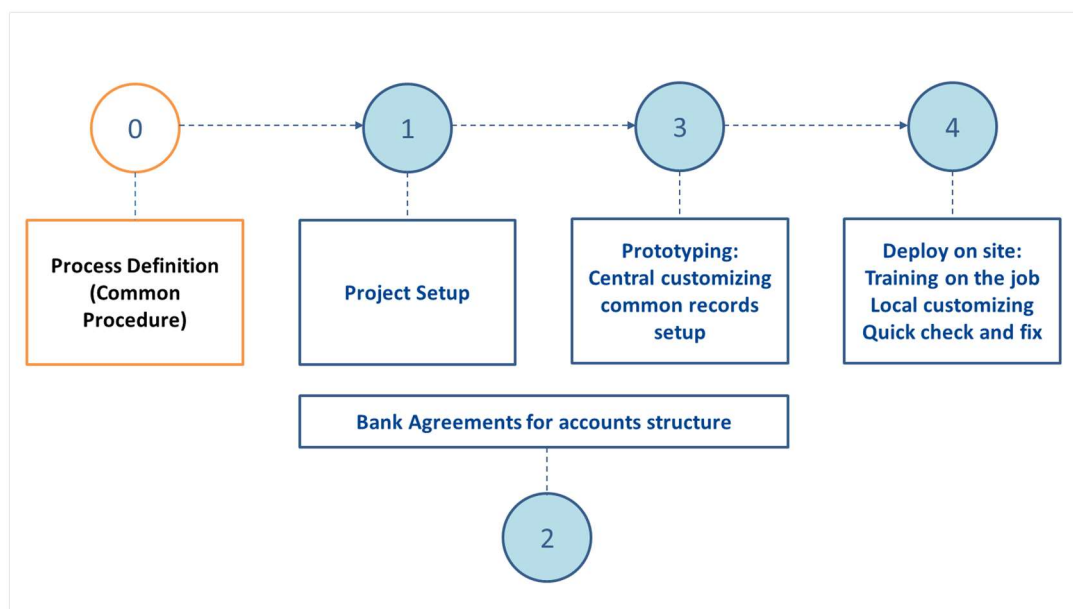 0
1
3
4
Process Definition
(Common
Procedure)
Project Setup
Prototyping:
Central customizing
common records
setup
Deploy on site:
Training on the job
Local customizing
Quick check and fix
Bank Agreements for accounts structure
2